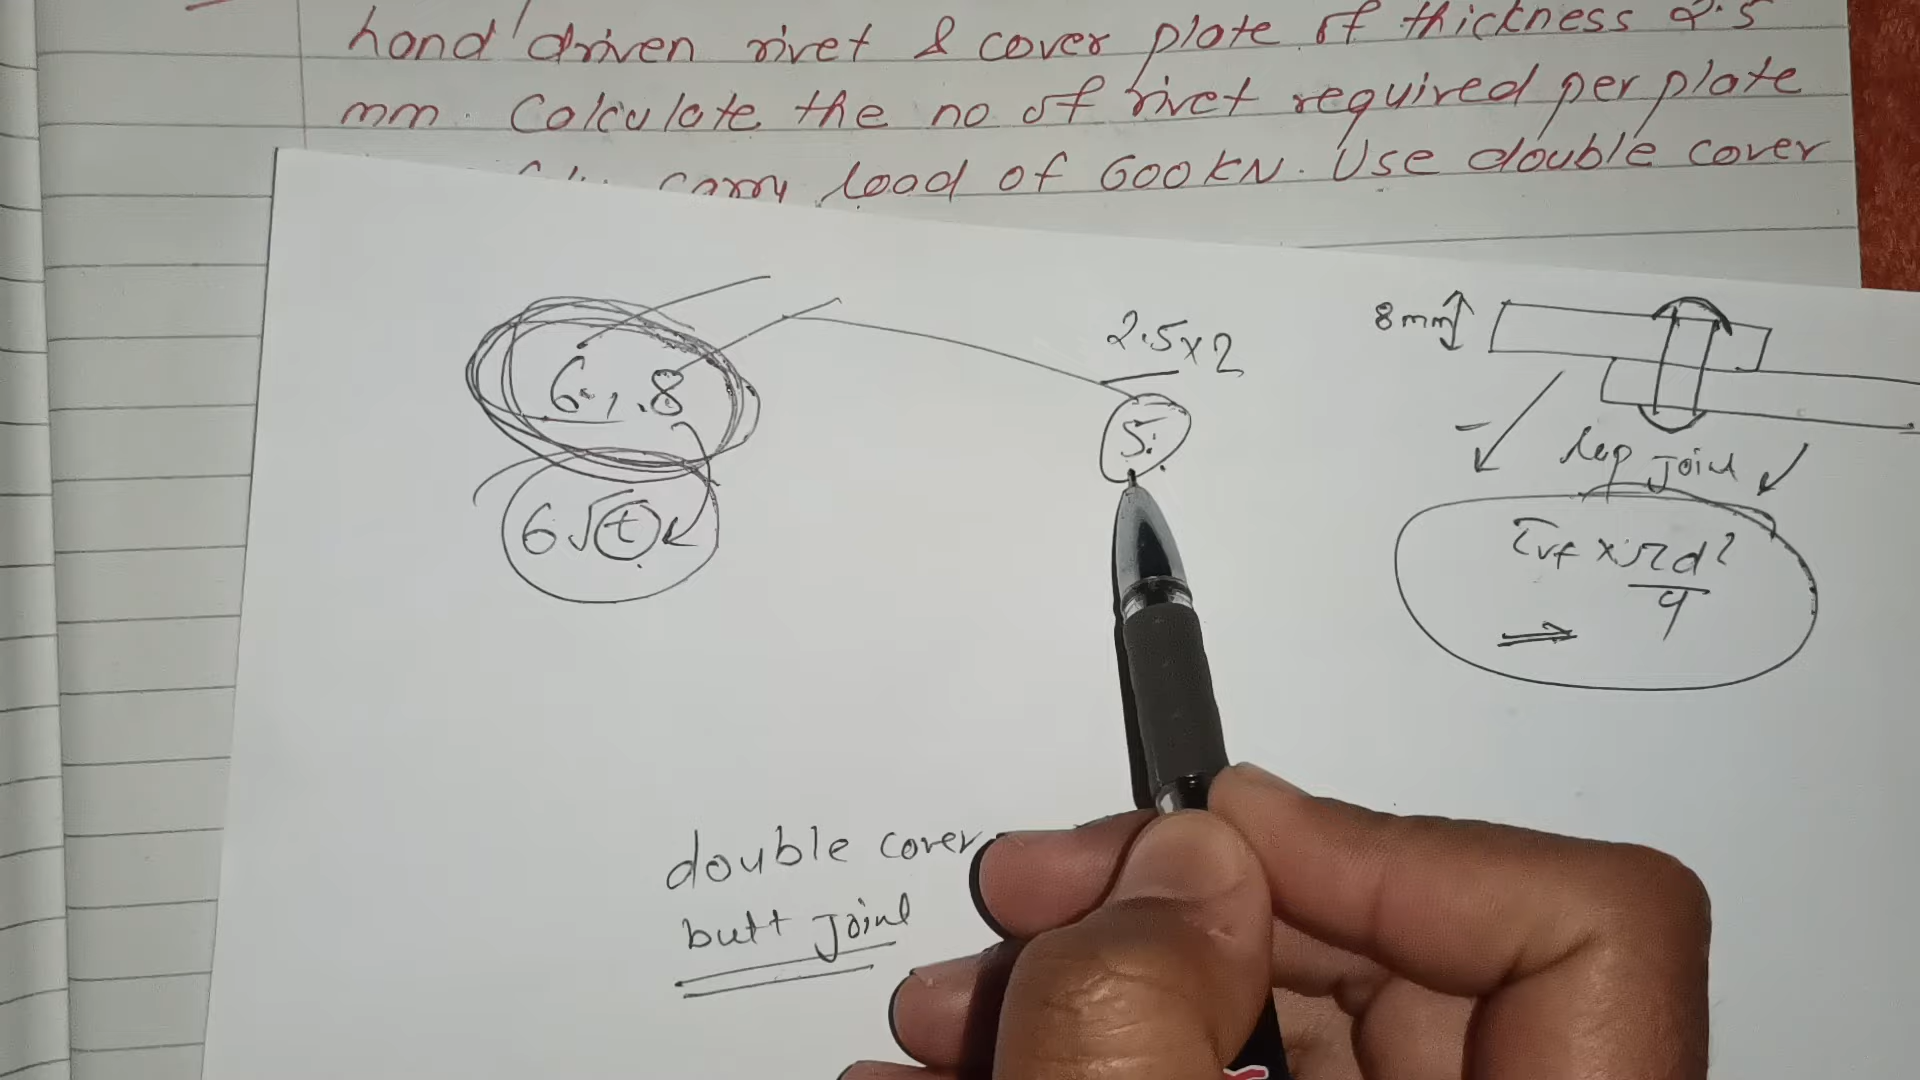 hand driven rivet & cover plate of thickness 2.5
mm. Calculate the no of rivet required per plate
carry load of 600KN. Use double cover
6, 8
6√t
2.5x2
5
8mm
lap joint
τvf x πd²/4
double cover
butt joint